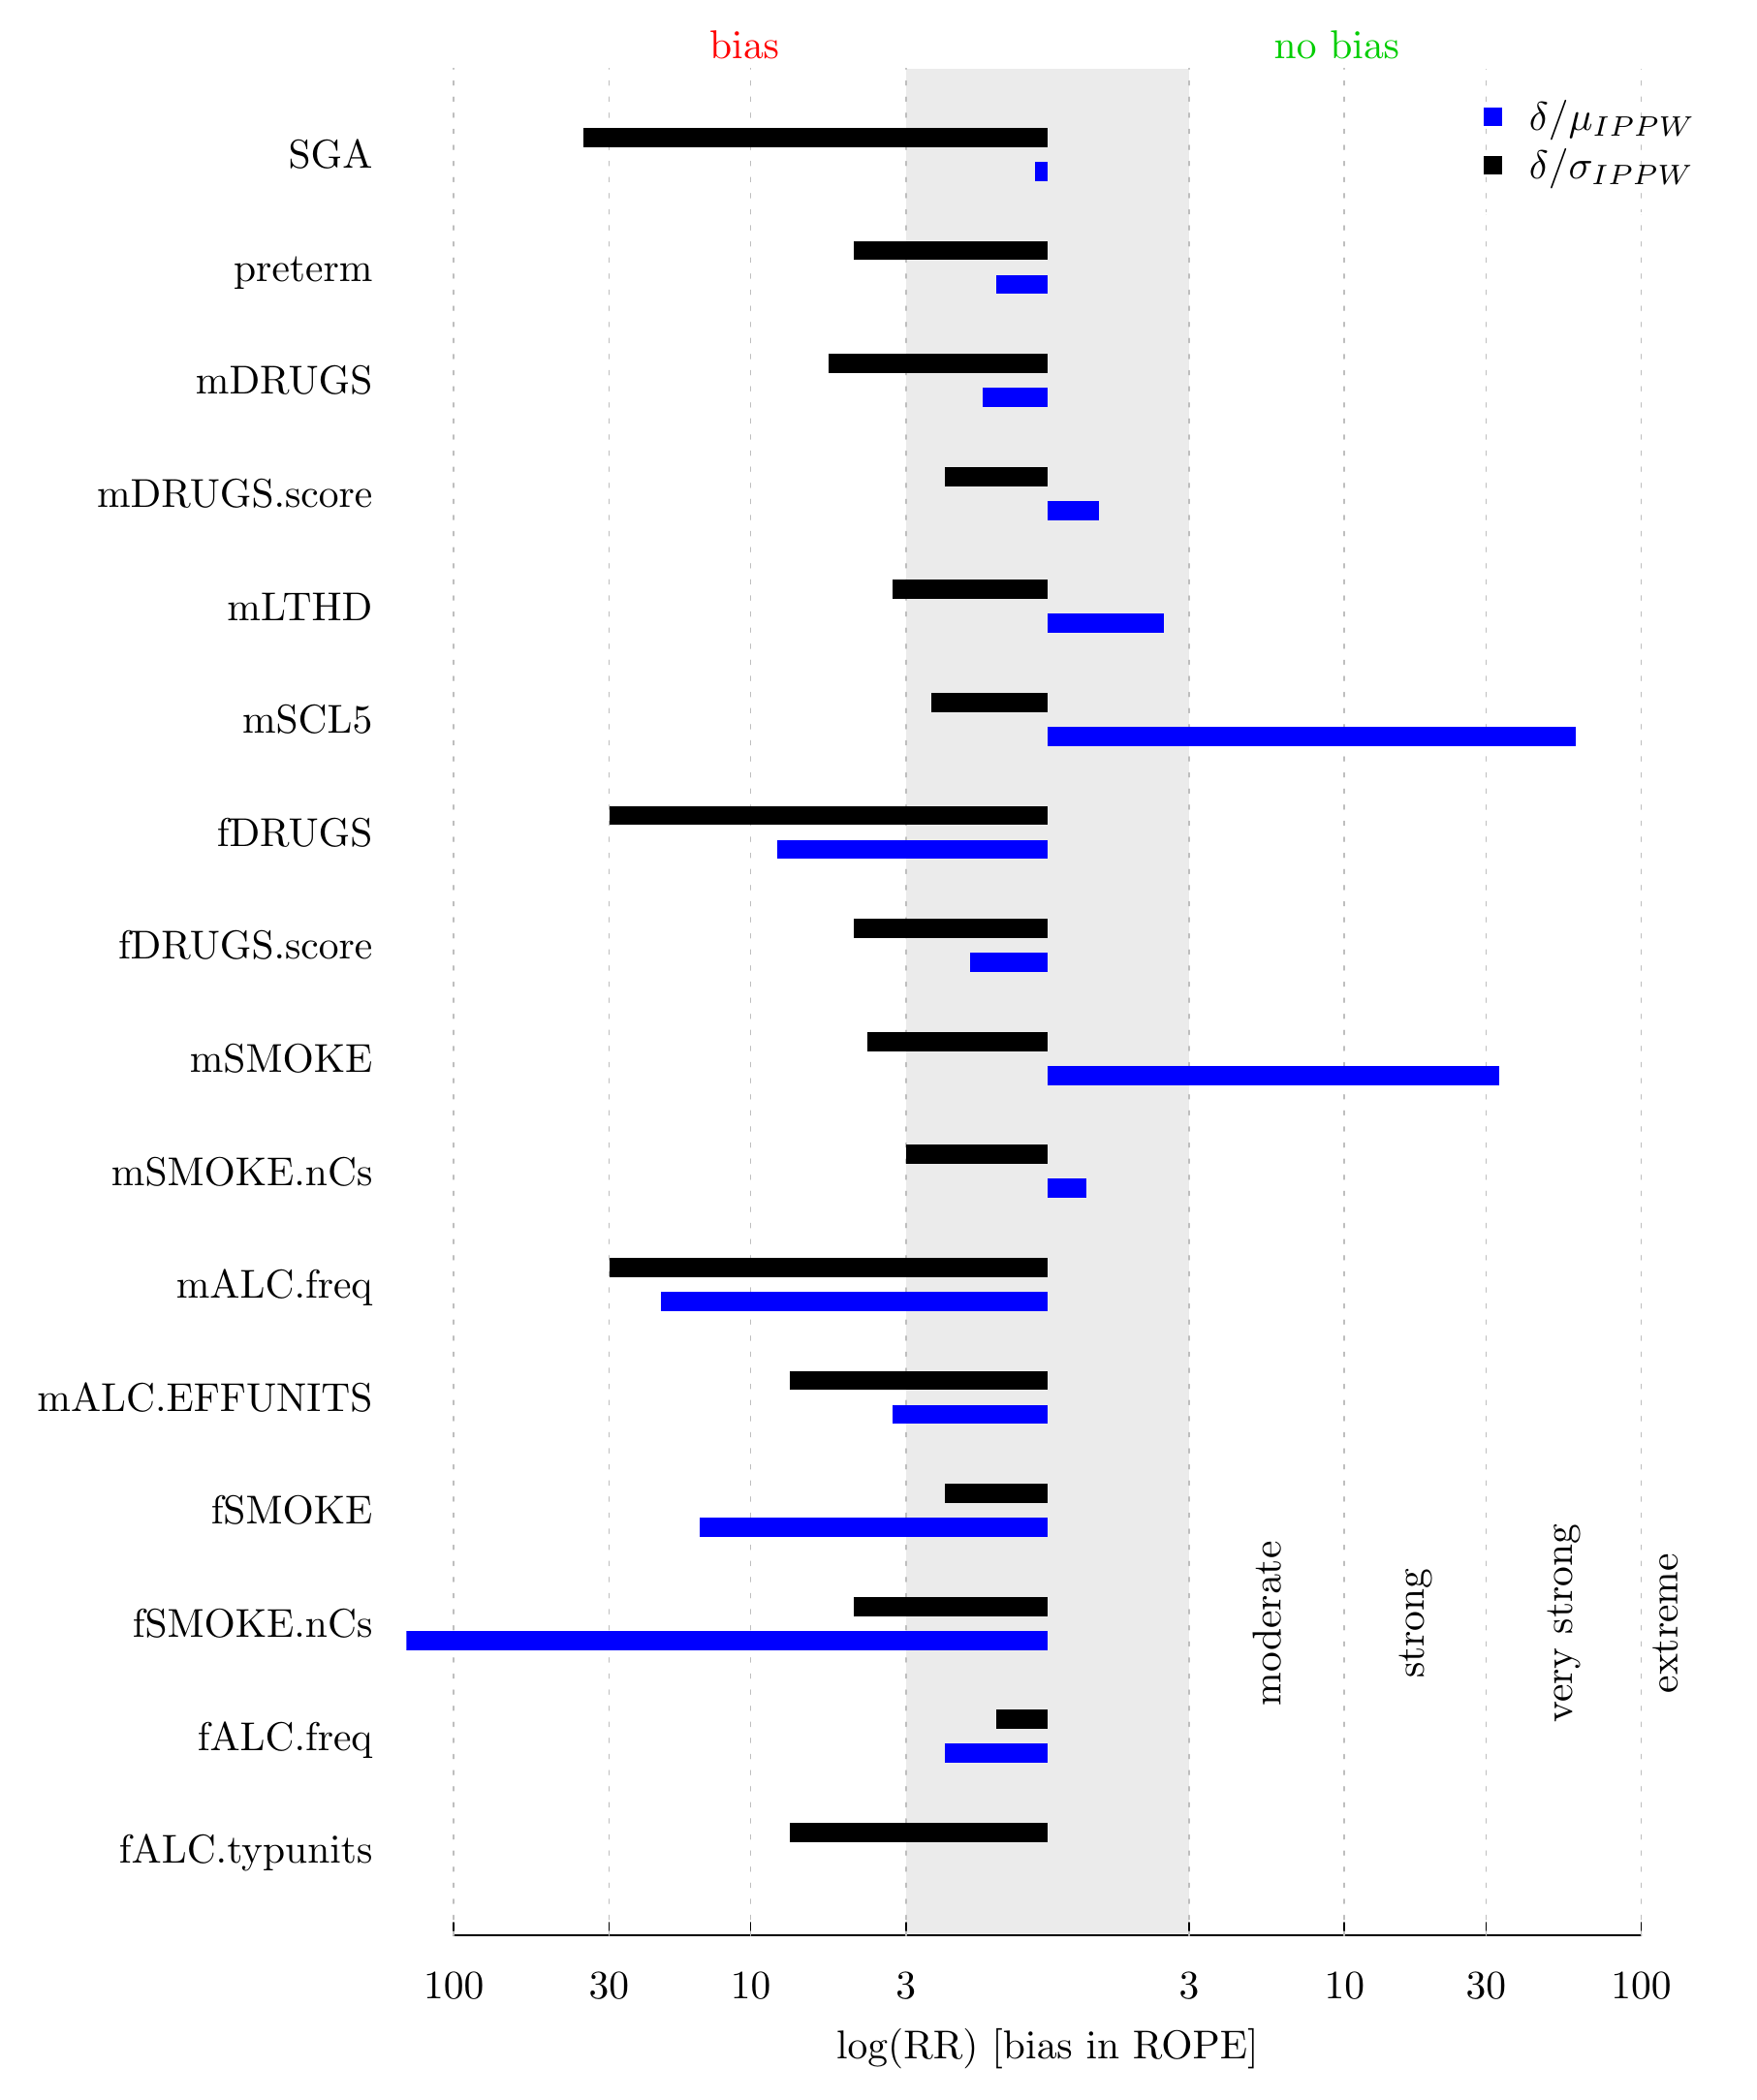 bias
no bias
δ/μ_IPPW
δ/σ_IPPW
SGA
preterm
mDRUGS
mDRUGS.score
mLTHD
mSCL5
fDRUGS
fDRUGS.score
mSMOKE
mSMOKE.nCs
mALC.freq
mALC.EFFUNITS
fSMOKE
fSMOKE.nCs
fALC.freq
fALC.typunits
moderate
strong
very strong
extreme
100 30 10 3 3 10 30 100
log(RR) [bias in ROPE]